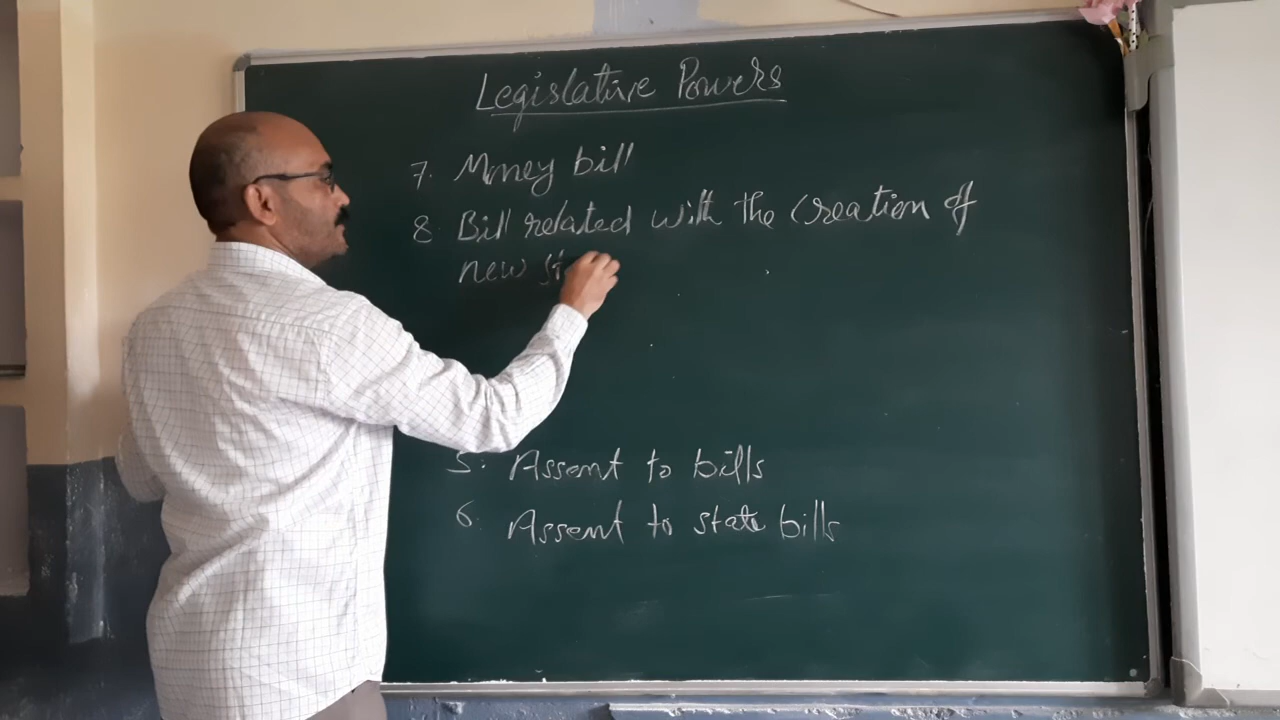 Legislative Powers
7. Money bill
8. Bill related with the Creation of
new
5. Assent to bills
6. Assent to state bills